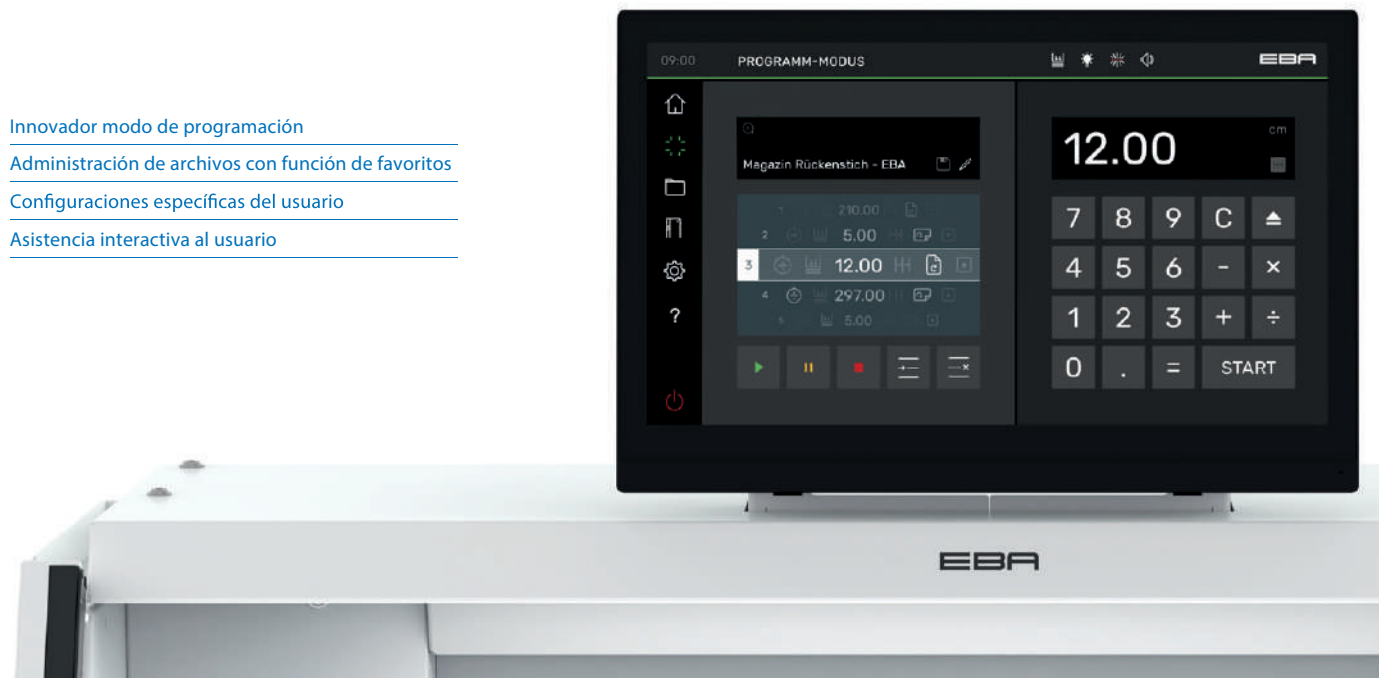 Innovador modo de programación
Administración de archivos con función de favoritos
Configuraciones específicas del usuario
Asistencia interactiva al usuario
09:00 PROGRAMM-MODUS EBA
Magazin Rückenstich - EBA
210.00
2 5.00
3 12.00
4 297.00
5 5.00
?
12.00 cm
7 8 9 C
4 5 6 - ×
1 2 3 + ÷
0 . = START
EBA